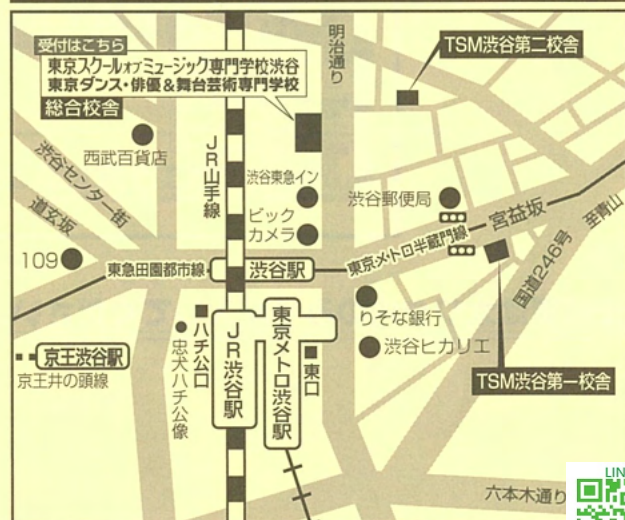 受付はこちら
東京スクールオブミュージック専門学校渋谷
東京ダンス・俳優&舞台芸術専門学校
総合校舎
明治通り
TSM渋谷第二校舎
西武百貨店
JR山手線
渋谷センター街
道玄坂
渋谷東急イン
ビック
カメラ
渋谷郵便局
宮益坂
至青山
109
東急田園都市線
渋谷駅
東京メトロ半蔵門線
国道246号
ハチ公口
忠犬ハチ公像
JR渋谷駅
東京メトロ渋谷駅
東口
りそな銀行
渋谷ヒカリエ
京王渋谷駅
京王井の頭線
TSM渋谷第一校舎
六本木通り
LIN